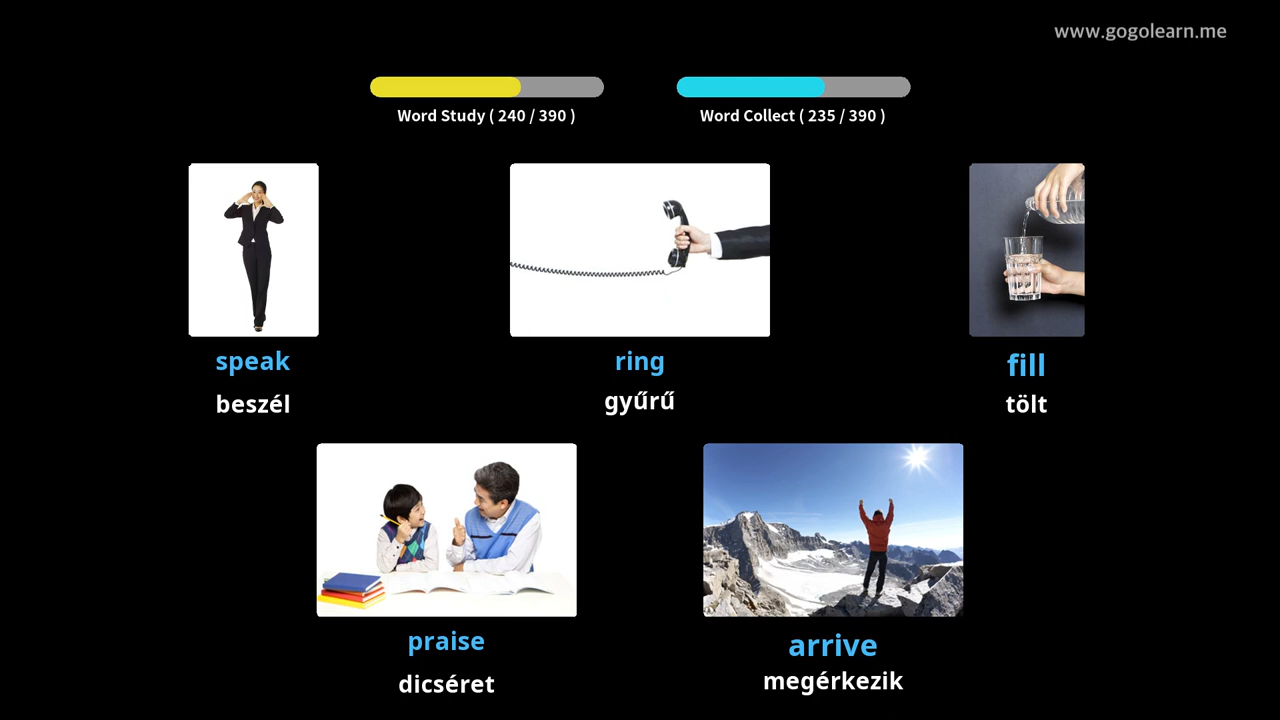 www.gogolearn.me
Word Study ( 240 / 390 )
Word Collect ( 235 / 390 )
speak
beszél
ring
gyűrű
fill
tölt
praise
dicséret
arrive
megérkezik